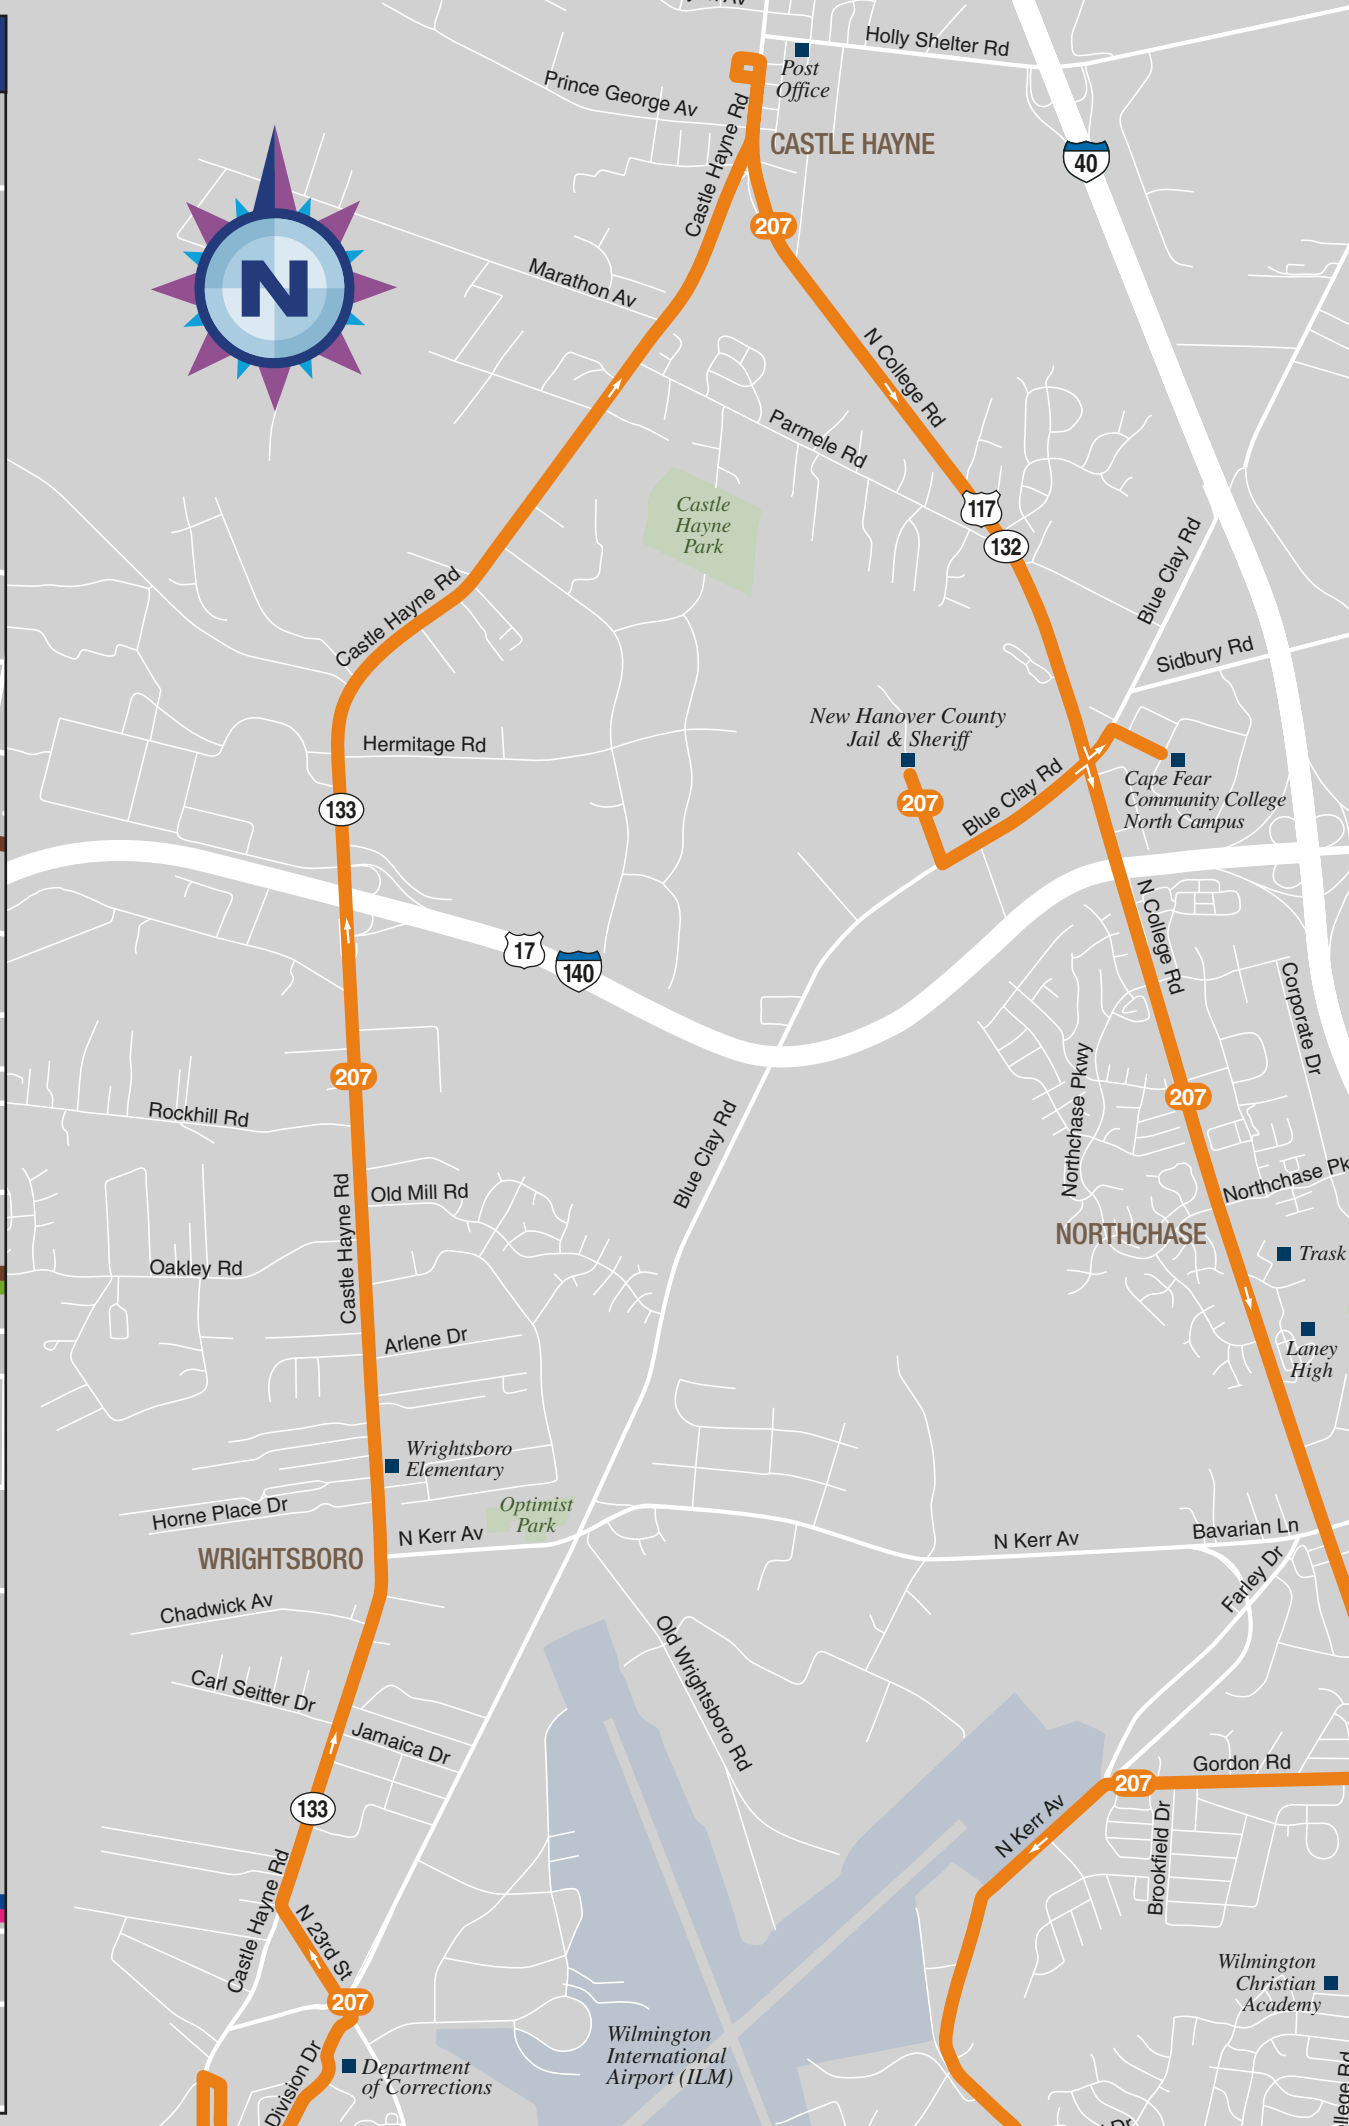 Holly Shelter Rd
Post
Office
Prince George Av
Castle Hayne Rd
CASTLE HAYNE
40
207
N
Marathon Av
N College Rd
Parmele Rd
Castle
Hayne
Park
117
132
Blue Clay Rd
Castle Hayne Rd
Sidbury Rd
New Hanover County
Jail & Sheriff
Hermitage Rd
207
Blue Clay Rd
Cape Fear
Community College
North Campus
133
N College Rd
17
140
Corporate Dr
Northchase Pkwy
207
207
Rockhill Rd
Blue Clay Rd
Castle Hayne Rd
Old Mill Rd
Northchase Pk
NORTHCHASE
Trask
Oakley Rd
Arlene Dr
Laney
High
Wrightsboro
Elementary
Horne Place Dr
Optimist
Park
N Kerr Av
N Kerr Av
Bavarian Ln
WRIGHTSBORO
Farley Dr
Chadwick Av
Old Wrightsboro Rd
Carl Seitter Dr
Jamaica Dr
Gordon Rd
207
133
N Kerr Av
Brookfield Dr
Castle Hayne Rd
N 23rd St
Wilmington
Christian
Academy
207
Wilmington
International
Airport (ILM)
Division Dr
Department
of Corrections